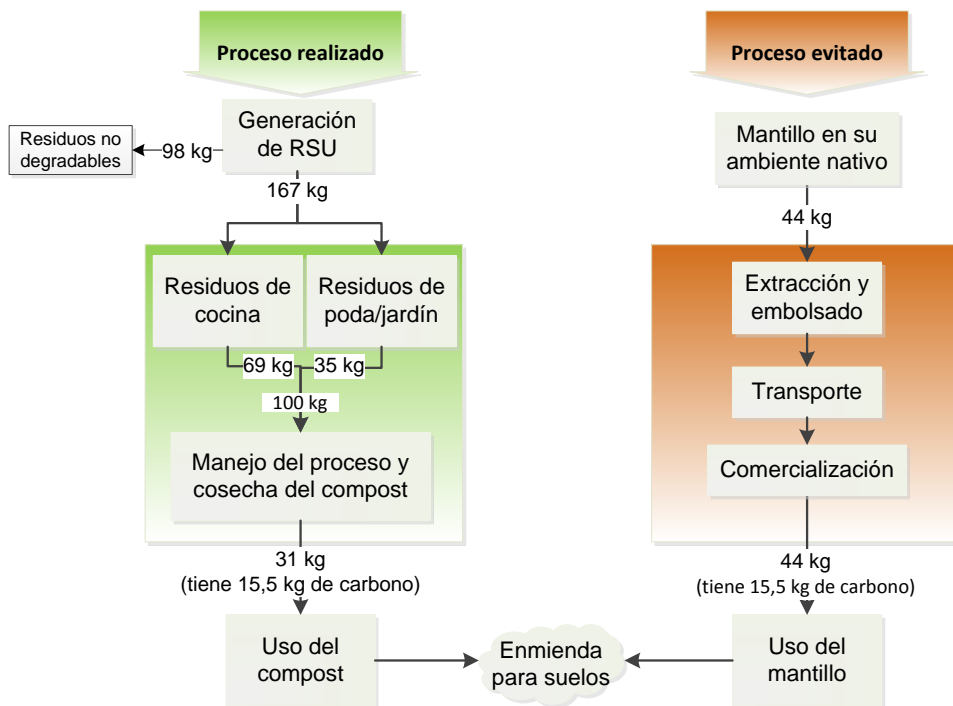 Proceso realizado
Proceso evitado
Generación
de RSU
Residuos no
degradables
98 kg
167 kg
Mantillo en su
ambiente nativo
44 kg
Residuos de
cocina
Residuos de
poda/jardín
69 kg
35 kg
100 kg
Manejo del proceso y
cosecha del compost
31 kg
(tiene 15,5 kg de carbono)
Extracción y
embolsado
Transporte
Comercialización
44 kg
(tiene 15,5 kg de carbono)
Uso del
compost
Enmienda
para suelos
Uso del
mantillo